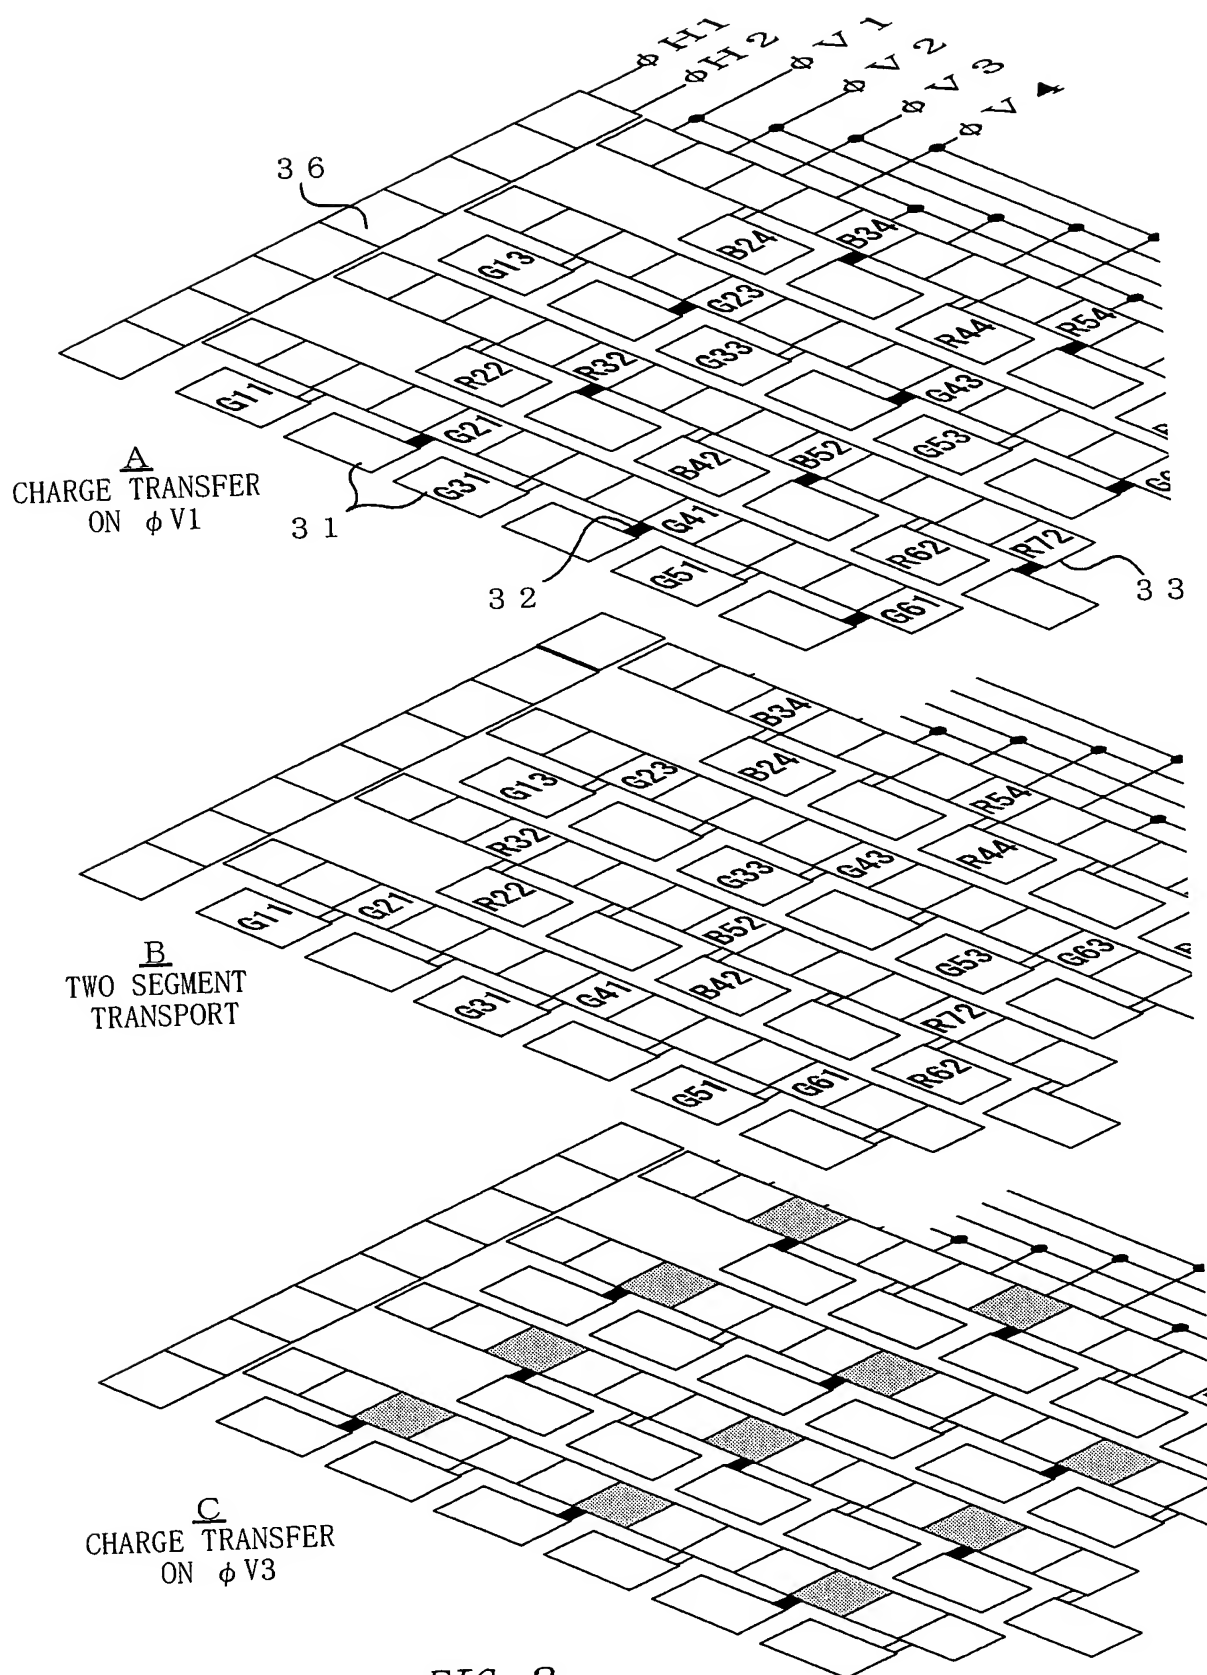 φH1
φH2
φV1
φV2
φV3
φV4
36
B24 B34
G13
G23
R44 R54
G33
R22 R32
G43
G11
G21
G53
B42 B52
G31
A
CHARGE TRANSFER
ON φV1
31
G41
R62 R72
G51
32
G61
33
B34
G13 G23 B24
R54
R32
G33 G43 R44
G11 G21 R22
B52
G53 G63
B
TWO SEGMENT
TRANSPORT
G31 G41 B42
R72
G51 G61 R62
C
CHARGE TRANSFER
ON φV3